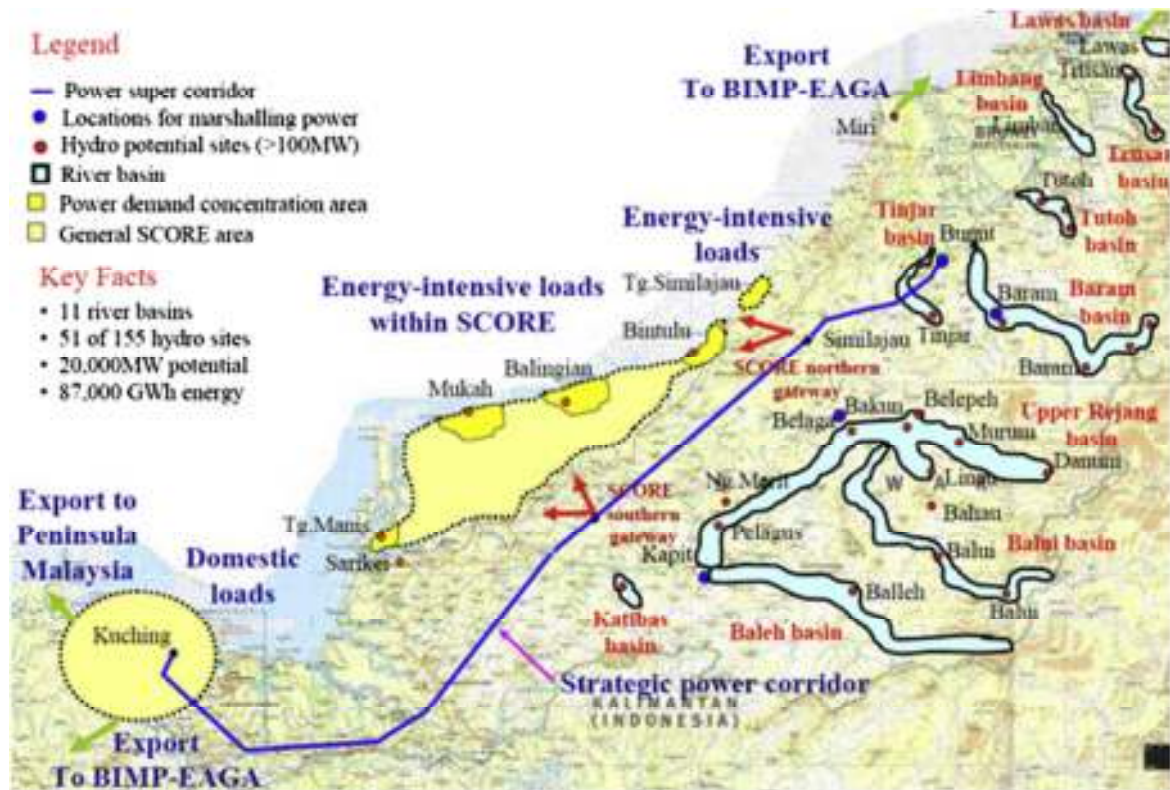 Legend
Power super corridor
Locations for marshalling power
Hydro potential sites (>100MW)
River basin
Power demand concentration area
General SCORE area
Key Facts
• 11 river basins
• 51 of 155 hydro sites
• 20,000MW potential
• 87,000 GWh energy
Export
To BIMP-EAGA
Miri
Lawas basin
Lawas
Limbang
basin
Tutoh
Tutoh
basin
Tinjar
basin
Baram
Baram
basin
Baram
Tinjar
Energy-intensive
loads
Tg.Similajau
Energy-intensive loads
within SCORE
Bintulu
Similajau
Balingian
Mukah
SCORE northern
gateway
Belaga
Bakun
Belepeh
Upper Rejang
basin
Murum
Danum
W
Bahau
Pelagus
Kapit
SCORE
southern
gateway
Tg.Manis
Sarikei
Balui
Balui basin
Balui
Balleh
Baleh basin
Katibas
basin
Export to
Peninsula
Malaysia
Domestic
loads
Kuching
Strategic power corridor
KALIMANTAN
(INDONESIA)
Export
To BIMP-EAGA